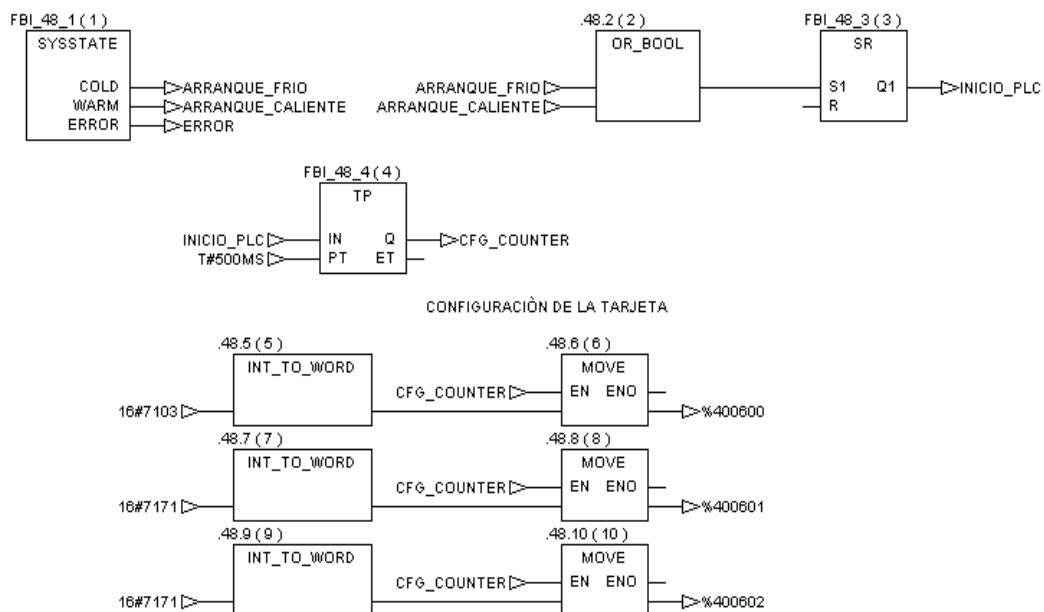 FBI_48_1(1)
SYSSTATE
COLD ARRANQUE_FRIO
WARM ARRANQUE_CALIENTE
ERROR ERROR
.48.2(2)
OR_BOOL
ARRANQUE_FRIO
ARRANQUE_CALIENTE
FBI_48_3(3)
SR
S1 Q1 INICIO_PLC
R
FBI_48_4(4)
TP
INICIO_PLC IN Q CFG_COUNTER
T#500MS PT ET
CONFIGURACIÒN DE LA TARJETA
.48.5(5)
INT_TO_WORD
16#7103
.48.6(6)
MOVE
CFG_COUNTER EN ENO
%400600
.48.7(7)
INT_TO_WORD
16#7171
.48.8(8)
MOVE
CFG_COUNTER EN ENO
%400601
.48.9(9)
INT_TO_WORD
16#7171
.48.10(10)
MOVE
CFG_COUNTER EN ENO
%400602